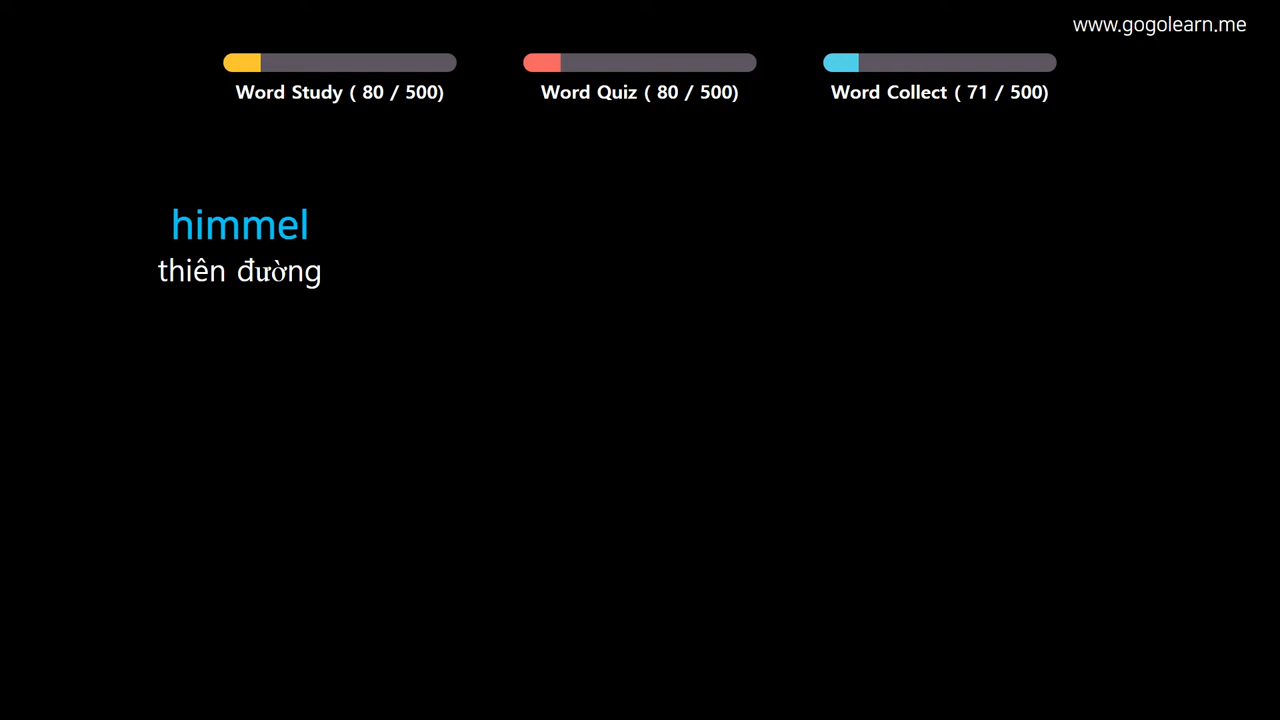 www.gogolearn.me
Word Study ( 80 / 500)
Word Quiz ( 80 / 500)
Word Collect ( 71 / 500)
himmel
thiên đường